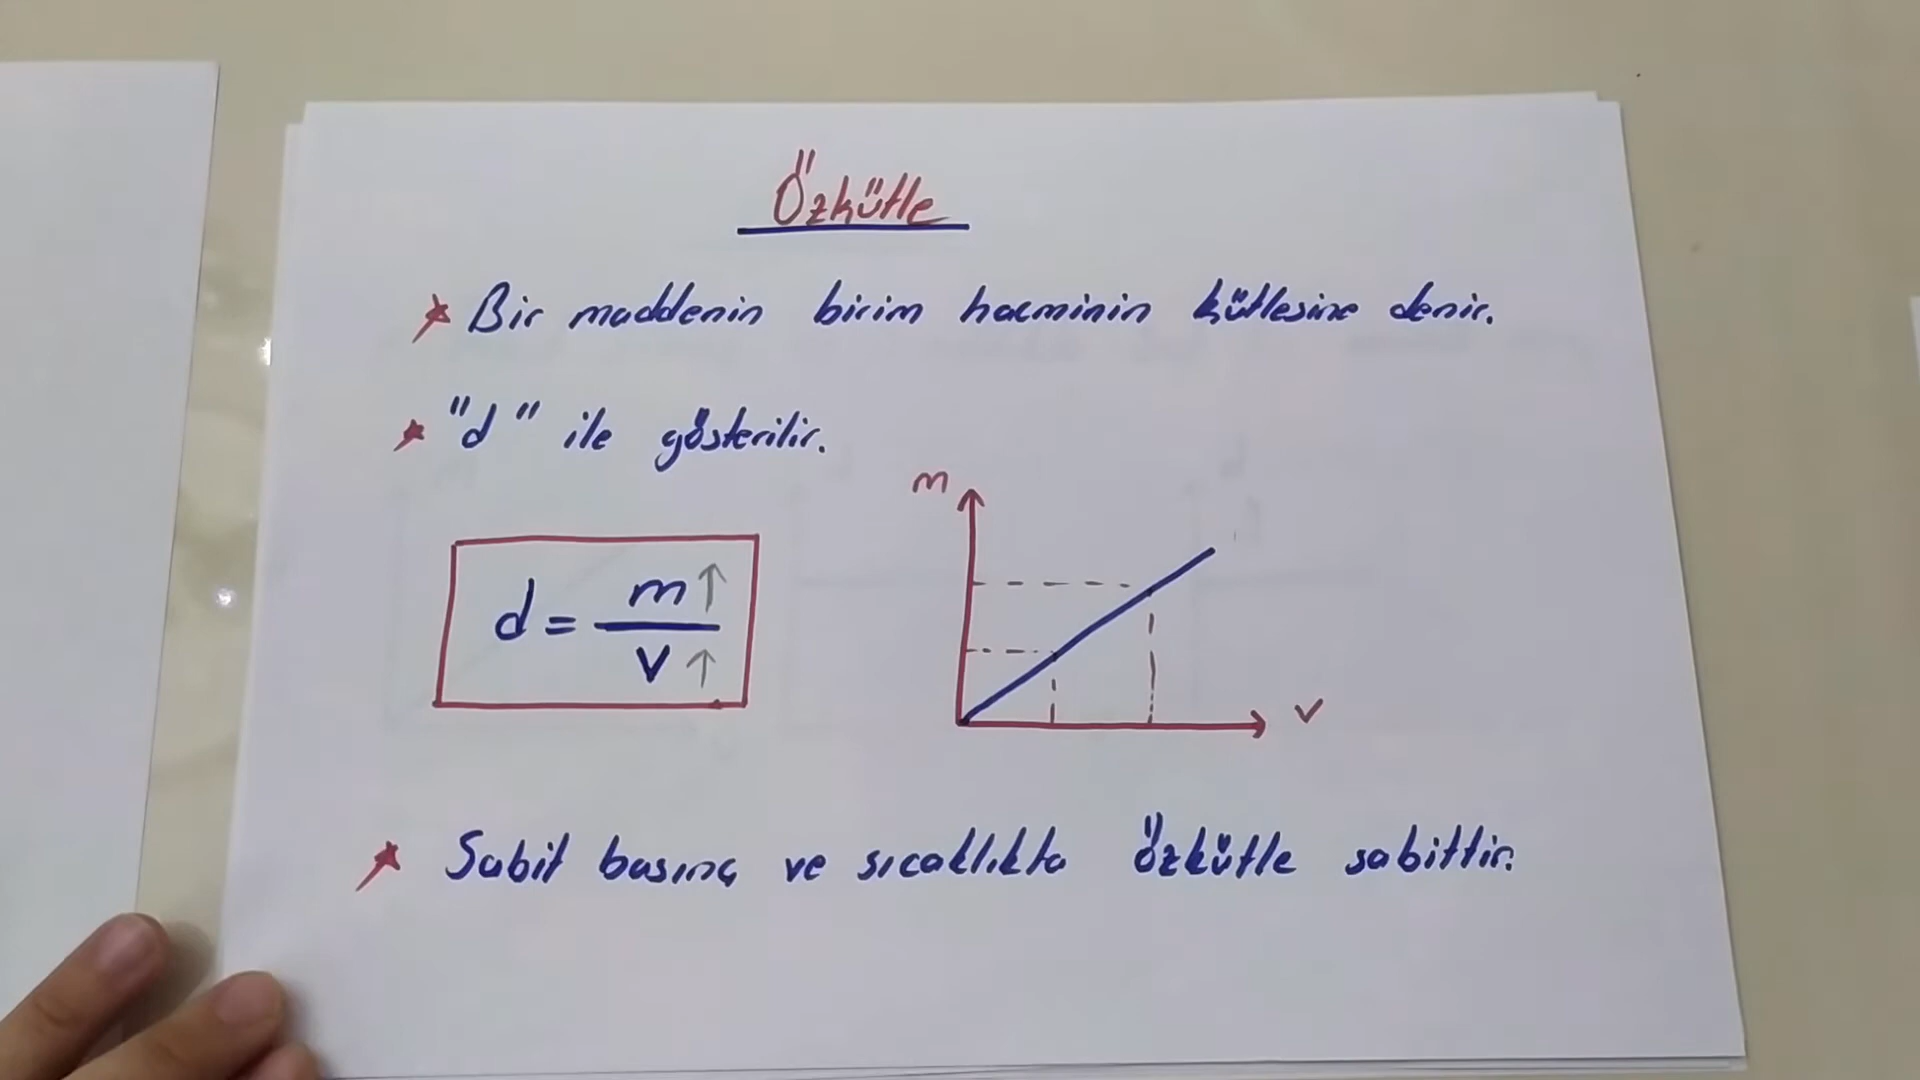 Özkütle
* Bir maddenin birim hacminin kütlesine denir.
* "d" ile gösterilir.
m
d = m↑ / V↑
V
* Sabit basınç ve sıcaklıkta Özkütle sabittir.